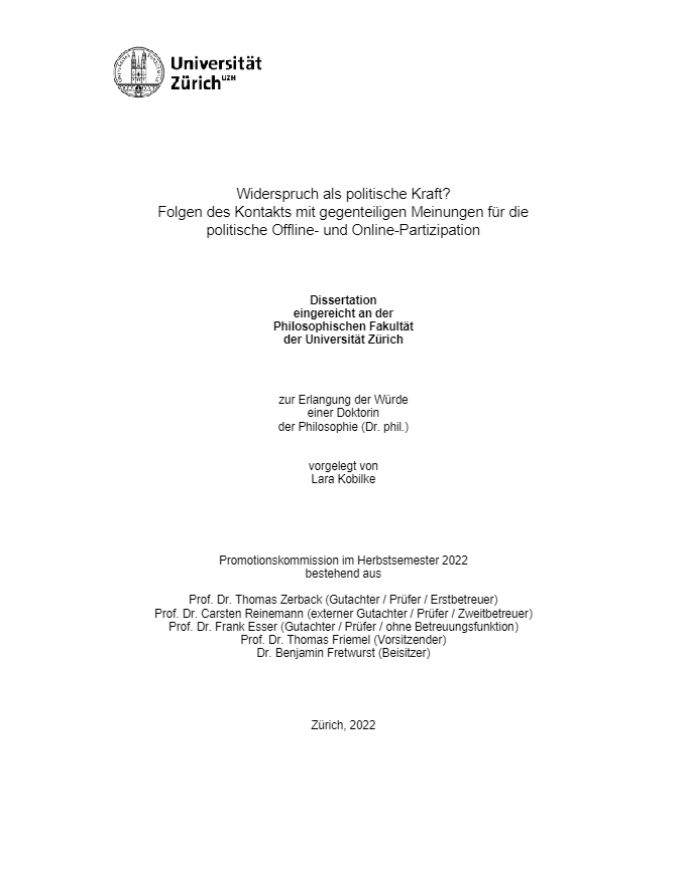 Universität
Zürich UZH
Widerspruch als politische Kraft?
Folgen des Kontakts mit gegenteiligen Meinungen für die
politische Offline- und Online-Partizipation
Dissertation
eingereicht an der
Philosophischen Fakultät
der Universität Zürich
zur Erlangung der Würde
einer Doktorin
der Philosophie (Dr. phil.)
vorgelegt von
Lara Kobilke
Promotionskommission im Herbstsemester 2022
bestehend aus
Prof. Dr. Thomas Zerback (Gutachter / Prüfer / Erstbetreuer)
Prof. Dr. Carsten Reinemann (externer Gutachter / Prüfer / Zweitbetreuer)
Prof. Dr. Frank Esser (Gutachter / Prüfer / ohne Betreuungsfunktion)
Prof. Dr. Thomas Friemel (Vorsitzender)
Dr. Benjamin Fretwurst (Beisitzer)
Zürich, 2022